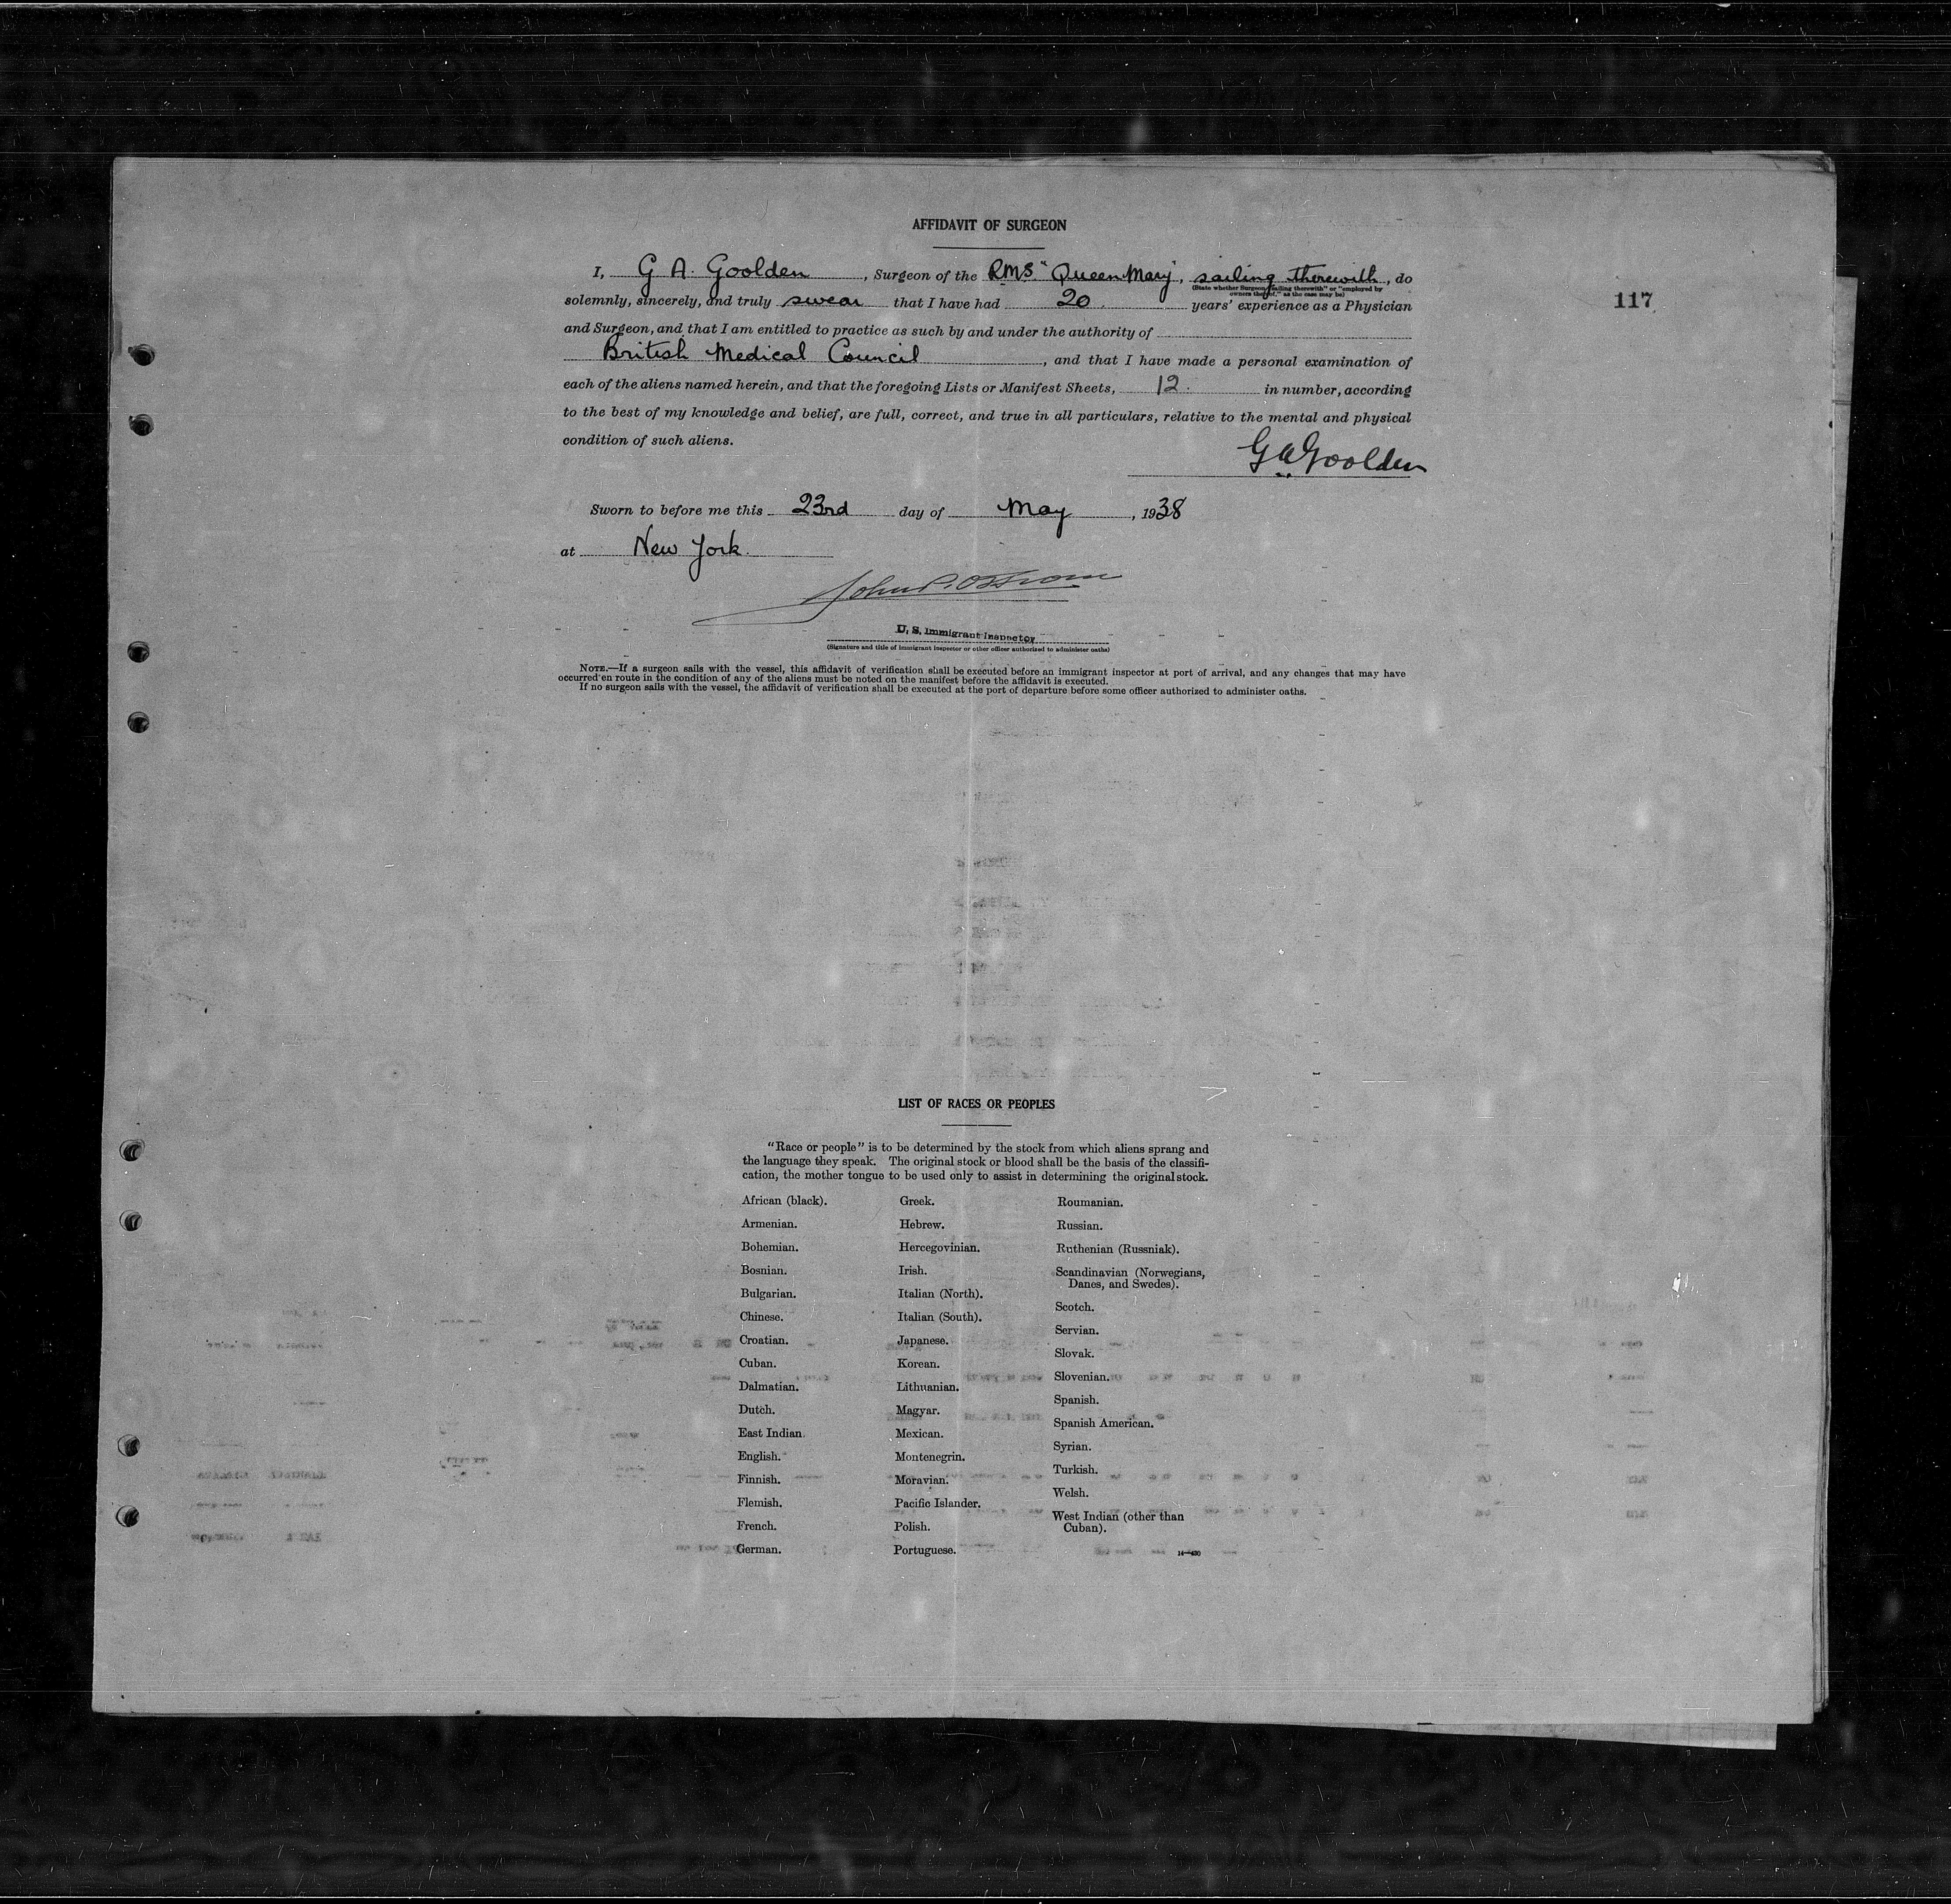 AFFIDAVIT OF SURGEON
I, G A. Goolden, Surgeon of the R.M.S. "Queen Mary", sailing therewith, do
(State whether Surgeon "sailing therewith" or "employed by
owners thereof," as the case may be)
117
solemnly, sincerely, and truly swear that I have had 20 years' experience as a Physician
and Surgeon, and that I am entitled to practice as such by and under the authority of
British Medical Council, and that I have made a personal examination of
each of the aliens named herein, and that the foregoing Lists or Manifest Sheets, 12. in number, according
to the best of my knowledge and belief, are full, correct, and true in all particulars, relative to the mental and physical
condition of such aliens.
G A Goolden
Sworn to before me this 23rd day of May, 1938
at New York.
John P. Ostrom
U. S. Immigrant Inspector
(Signature and title of immigrant inspector or other officer authorized to administer oaths)
NOTE.—If a surgeon sails with the vessel, this affidavit of verification shall be executed before an immigrant inspector at port of arrival, and any changes that may have
occurred en route in the condition of any of the aliens must be noted on the manifest before the affidavit is executed.
If no surgeon sails with the vessel, the affidavit of verification shall be executed at the port of departure before some officer authorized to administer oaths.
LIST OF RACES OR PEOPLES
"Race or people" is to be determined by the stock from which aliens sprang and
the language they speak. The original stock or blood shall be the basis of the classifi-
cation, the mother tongue to be used only to assist in determining the original stock.
African (black).
Armenian.
Bohemian.
Bosnian.
Bulgarian.
Chinese.
Croatian.
Cuban.
Dalmatian.
Dutch.
East Indian.
English.
Finnish.
Flemish.
French.
German.
Greek.
Hebrew.
Hercegovinian.
Irish.
Italian (North).
Italian (South).
Japanese.
Korean.
Lithuanian.
Magyar.
Mexican.
Montenegrin.
Moravian.
Pacific Islander.
Polish.
Portuguese.
Roumanian.
Russian.
Ruthenian (Russniak).
Scandinavian (Norwegians,
Danes, and Swedes).
Scotch.
Servian.
Slovak.
Slovenian.
Spanish.
Spanish American.
Syrian.
Turkish.
Welsh.
West Indian (other than
Cuban).
14—430